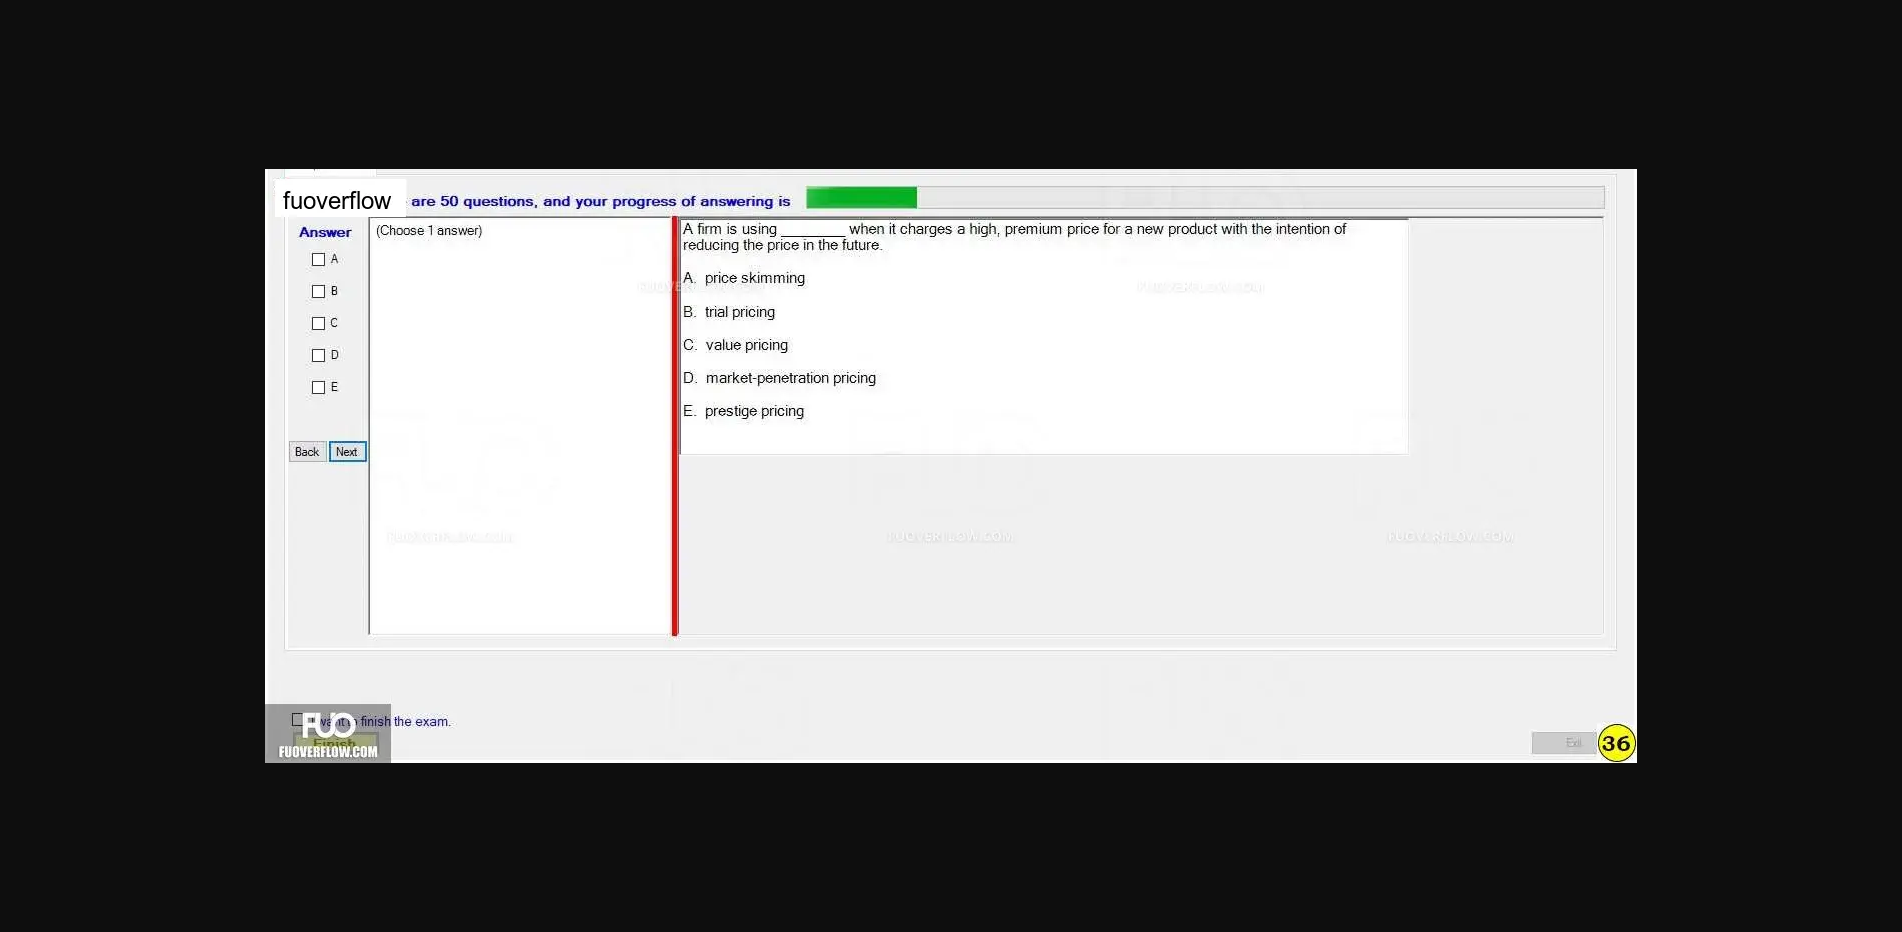 fuoverflow
are 50 questions, and your progress of answering is
Answer
(Choose 1 answer)
A
B
C
D
E
Back Next
A firm is using ________ when it charges a high, premium price for a new product with the intention of
reducing the price in the future.
A. price skimming
B. trial pricing
C. value pricing
D. market-penetration pricing
E. prestige pricing
FUOVERFLOW.COM
FUOVERFLOW.COM
FUOVERFLOW.COM
FUOVERFLOW.COM
I want to finish the exam.
Finish
FUO
FUOVERFLOW.COM
Exit
36